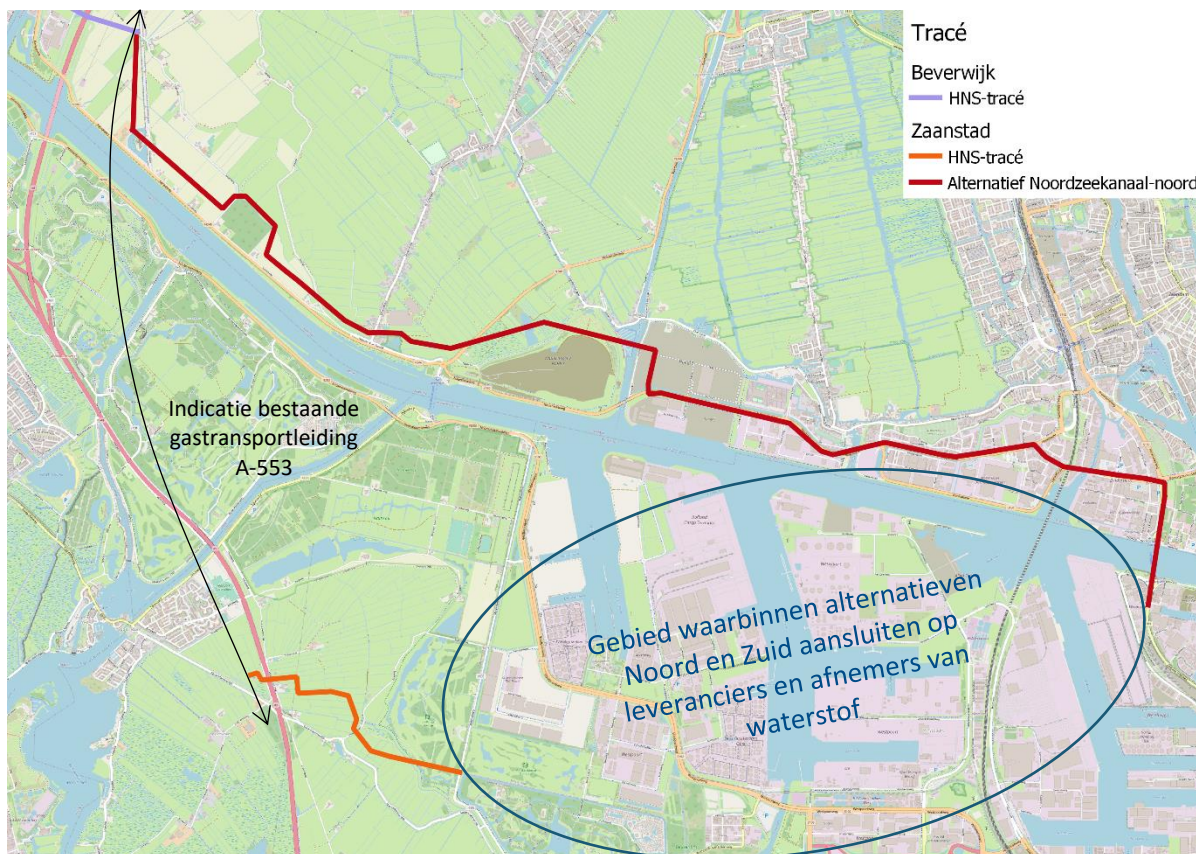 Tracé
Beverwijk
HNS-tracé
Zaanstad
HNS-tracé
Alternatief Noordzeekanaal-noord
Indicatie bestaande
gastransportleiding
A-553
Gebied waarbinnen alternatieven
Noord en Zuid aansluiten op
leveranciers en afnemers van
waterstof